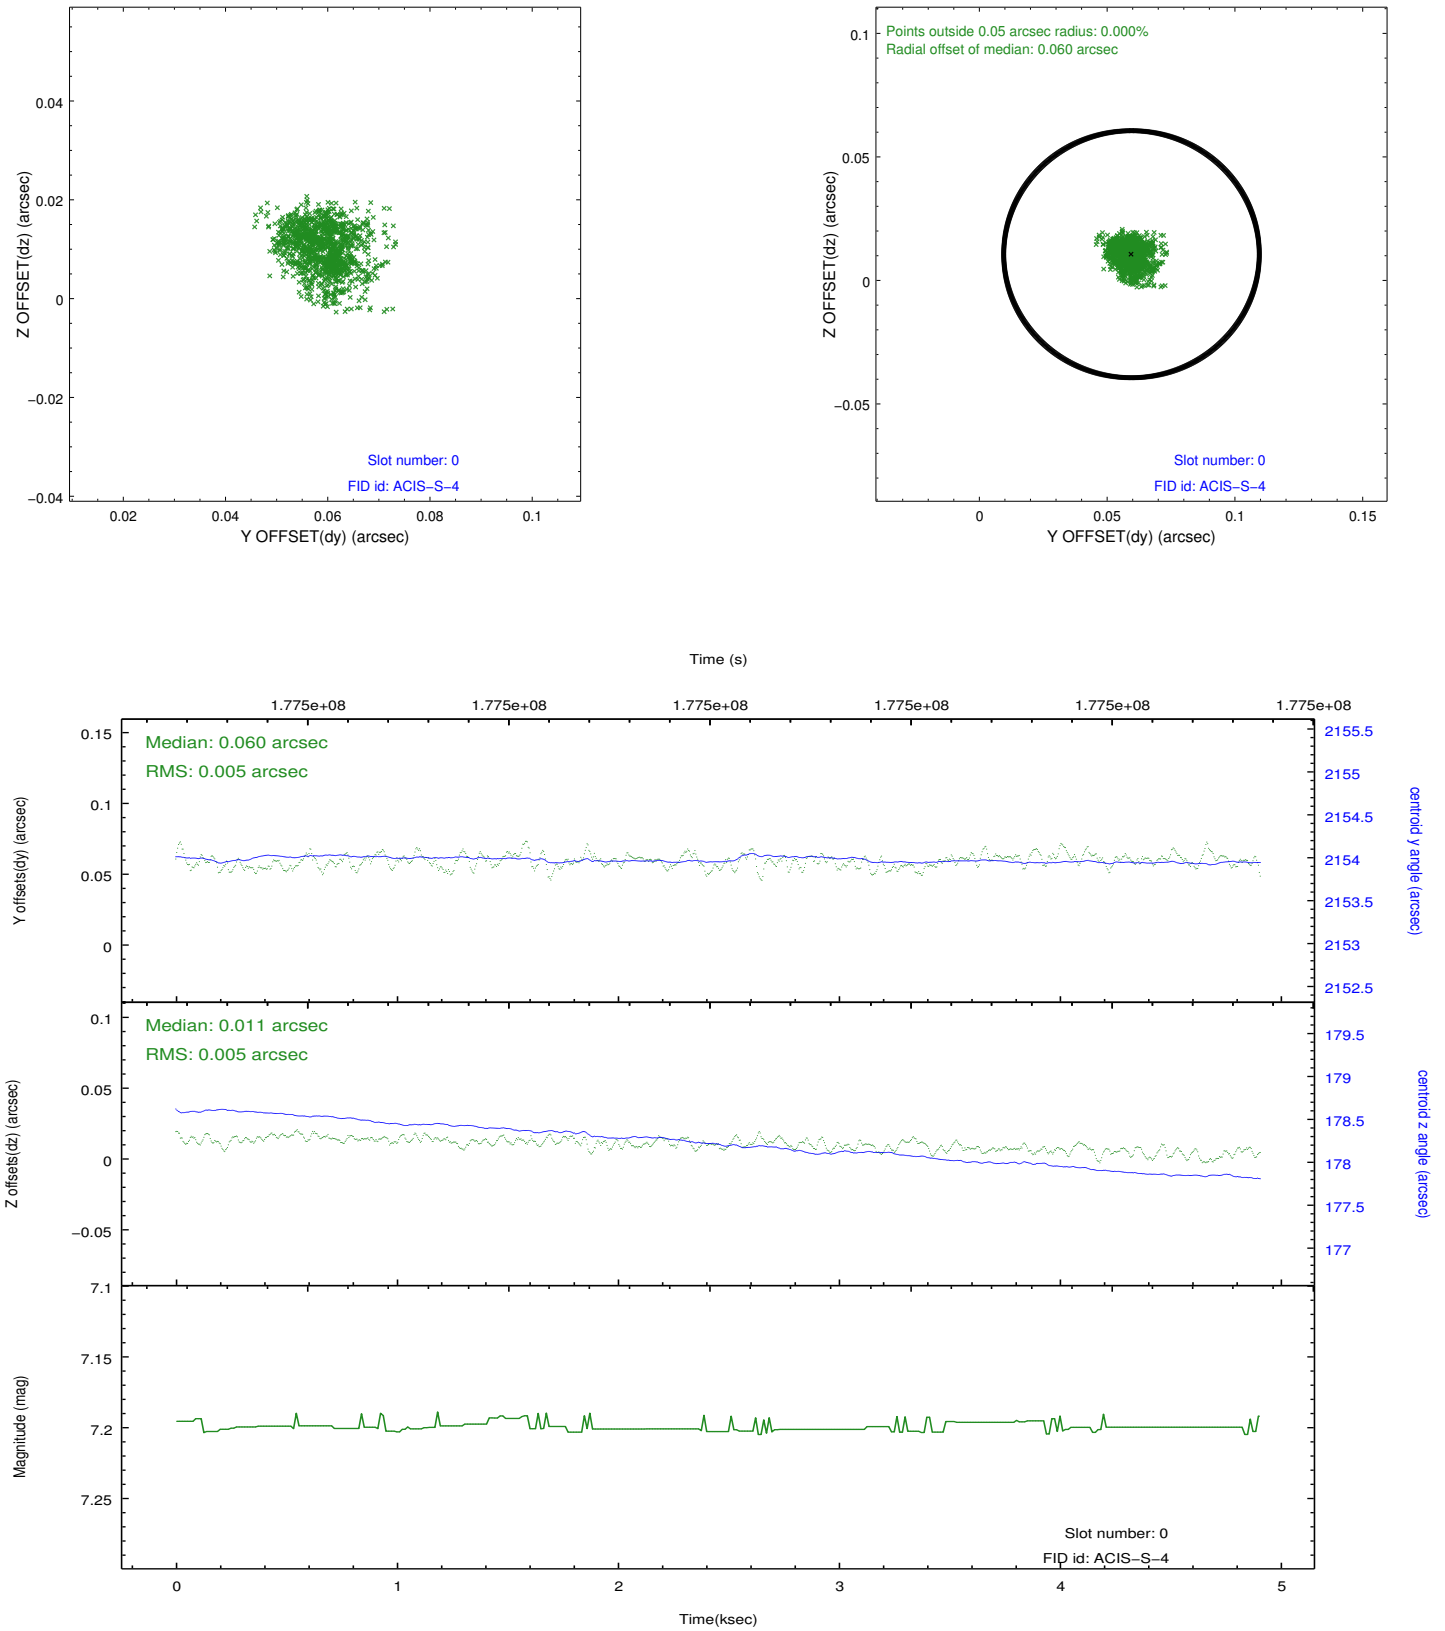 0.04
0.02
0
−0.02
−0.04
Z OFFSET(dz) (arcsec)
Slot number: 0
FID id: ACIS−S−4
0.02
0.04
0.06
0.08
0.1
Y OFFSET(dy) (arcsec)
Points outside 0.05 arcsec radius: 0.000%
Radial offset of median: 0.060 arcsec
0.1
0.05
0
−0.05
Z OFFSET(dz) (arcsec)
Slot number: 0
FID id: ACIS−S−4
0
0.05
0.1
0.15
Y OFFSET(dy) (arcsec)
Time (s)
1.775e+08
1.775e+08
1.775e+08
1.775e+08
1.775e+08
1.775e+08
Median: 0.060 arcsec
RMS: 0.005 arcsec
0.15
0.1
0.05
0
Y offsets(dy) (arcsec)
2155.5
2155
2154.5
2154
2153.5
2153
2152.5
centroid y angle (arcsec)
Median: 0.011 arcsec
RMS: 0.005 arcsec
0.1
0.05
0
−0.05
Z offsets(dz) (arcsec)
179.5
179
178.5
178
177.5
177
centroid z angle (arcsec)
7.1
7.15
7.2
7.25
Magnitude (mag)
Slot number: 0
FID id: ACIS−S−4
0
1
2
3
4
5
Time(ksec)